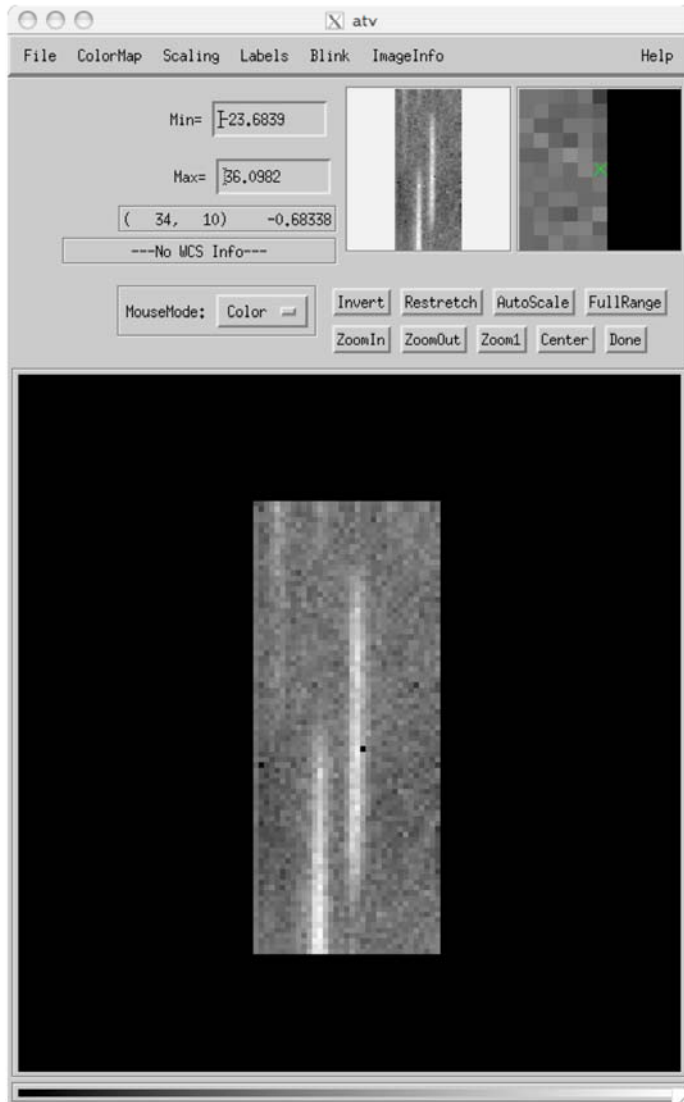 X atv
File ColorMap Scaling Labels Blink ImageInfo Help
Min= -23.6839
Max= 36.0982
( 34, 10) -0.68338
---No WCS Info---
MouseMode: Color
Invert Restretch AutoScale FullRange
ZoomIn ZoomOut Zoom1 Center Done